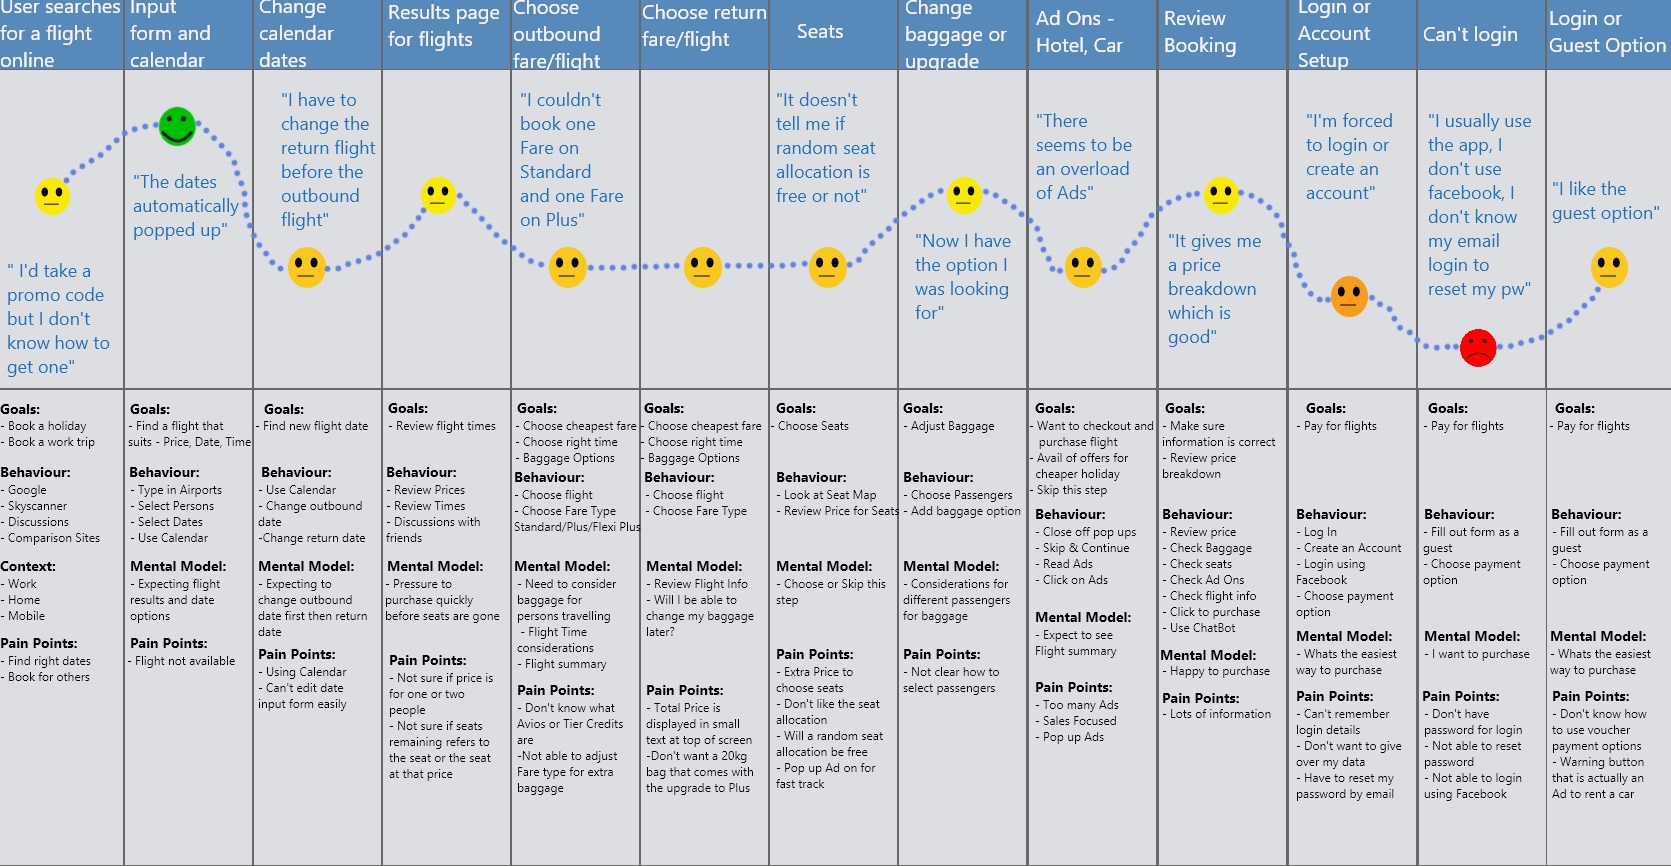 User searches
for a flight
online
Input
form and
calendar
Change
calendar
dates
Results page
for flights
Choose
outbound
fare/flight
Choose return
fare/flight
Seats
Change
baggage or
upgrade
Ad Ons -
Hotel, Car
Review
Booking
Login or
Account
Setup
Can't login
Login or
Guest Option
" I'd take a
promo code
but I don't
know how to
get one"
"The dates
automatically
popped up"
"I have to
change the
return flight
before the
outbound
flight"
"I couldn't
book one
Fare on
Standard
and one Fare
on Plus"
"It doesn't
tell me if
random seat
allocation is
free or not"
"Now I have
the option I
was looking
for"
"There
seems to be
an overload
of Ads"
"It gives me
a price
breakdown
which is
good"
"I'm forced
to login or
create an
account"
"I usually use
the app, I
don't use
facebook, I
don't know
my email
login to
reset my pw"
"I like the
guest option"
Goals:
- Book a holiday
- Book a work trip
Behaviour:
- Google
- Skyscanner
- Discussions
- Comparison Sites
Context:
- Work
- Home
- Mobile
Pain Points:
- Find right dates
- Book for others
Goals:
- Find a flight that
suits - Price, Date, Time
Behaviour:
- Type in Airports
- Select Persons
- Select Dates
- Use Calendar
Mental Model:
- Expecting flight
results and date
options
Pain Points:
- Flight not available
Goals:
- Find new flight date
Behaviour:
- Use Calendar
- Change outbound
date
-Change return date
Mental Model:
- Expecting to
change outbound
date first then return
date
Pain Points:
- Using Calendar
- Can't edit date
input form easily
Goals:
- Review flight times
Behaviour:
- Review Prices
- Review Times
- Discussions with
friends
Mental Model:
- Pressure to
purchase quickly
before seats are gone
Pain Points:
- Not sure if price is
for one or two
people
- Not sure if seats
remaining refers to
the seat or the seat
at that price
Goals:
- Choose cheapest fare
- Choose right time
- Baggage Options
Behaviour:
- Choose flight
- Choose Fare Type
Standard/Plus/Flexi Plus
Mental Model:
- Need to consider
baggage for
persons travelling
- Flight Time
considerations
- Flight summary
Pain Points:
- Don't know what
Avios or Tier Credits
are
-Not able to adjust
Fare type for extra
baggage
Goals:
- Choose cheapest fare
- Choose right time
- Baggage Options
Behaviour:
- Choose flight
- Choose Fare Type
Mental Model:
- Review Flight Info
- Will I be able to
change my baggage
later?
Pain Points:
- Total Price is
displayed in small
text at top of screen
-Don't want a 20kg
bag that comes with
the upgrade to Plus
Goals:
- Choose Seats
Behaviour:
- Look at Seat Map
- Review Price for Seats
Mental Model:
- Choose or Skip this
step
Pain Points:
- Extra Price to
choose seats
- Don't like the seat
allocation
- Will a random seat
allocation be free
- Pop up Ad on for
fast track
Goals:
- Adjust Baggage
Behaviour:
- Choose Passengers
- Add baggage option
Mental Model:
- Considerations for
different passengers
for baggage
Pain Points:
- Not clear how to
select passengers
Goals:
- Want to checkout and
purchase flight
- Avail of offers for
cheaper holiday
- Skip this step
Behaviour:
- Close off pop ups
- Skip & Continue
- Read Ads
- Click on Ads
Mental Model:
- Expect to see
Flight summary
Pain Points:
- Too many Ads
- Sales Focused
- Pop up Ads
Goals:
- Make sure
information is correct
- Review price
breakdown
Behaviour:
- Review price
- Check Baggage
- Check seats
- Check Ad Ons
- Check flight info
- Click to purchase
- Use ChatBot
Mental Model:
- Happy to purchase
Pain Points:
- Lots of information
Goals:
- Pay for flights
Behaviour:
- Log In
- Create an Account
- Login using
Facebook
- Choose payment
option
Mental Model:
- Whats the easiest
way to purchase
Pain Points:
- Can't remember
login details
- Don't want to give
over my data
- Have to reset my
password by email
Goals:
- Pay for flights
Behaviour:
- Fill out form as a
guest
- Choose payment
option
Mental Model:
- I want to purchase
Pain Points:
- Don't have
password for login
- Not able to reset
password
- Not able to login
using Facebook
Goals:
- Pay for flights
Behaviour:
- Fill out form as a
guest
- Choose payment
option
Mental Model:
- Whats the easiest
way to purchase
Pain Points:
- Don't know how
to use voucher
payment options
- Warning button
that is actually an
Ad to rent a car